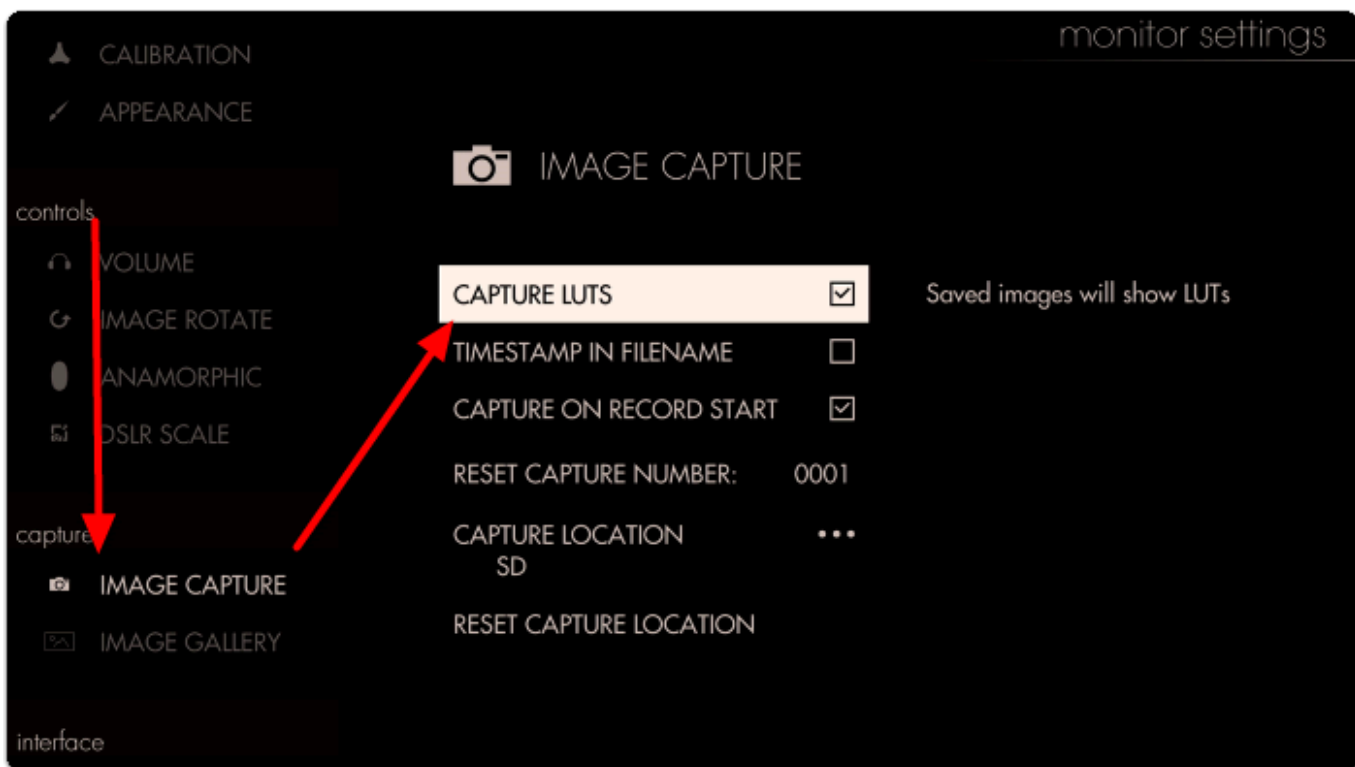 monitor settings
CALIBRATION
APPEARANCE
controls
VOLUME
IMAGE ROTATE
ANAMORPHIC
DSLR SCALE
capture
IMAGE CAPTURE
IMAGE GALLERY
interface
IMAGE CAPTURE
CAPTURE LUTS
Saved images will show LUTs
TIMESTAMP IN FILENAME
CAPTURE ON RECORD START
RESET CAPTURE NUMBER: 0001
CAPTURE LOCATION •••
SD
RESET CAPTURE LOCATION